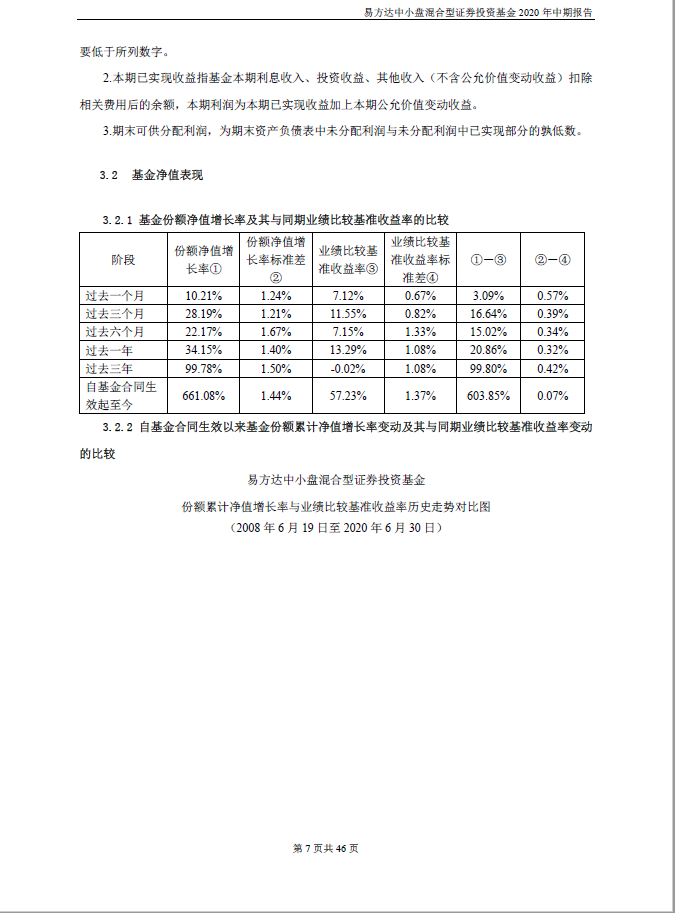 易方达中小盘混合型证券投资基金 2020 年中期报告
要低于所列数字。
2.本期已实现收益指基金本期利息收入、投资收益、其他收入（不含公允价值变动收益）扣除
相关费用后的余额，本期利润为本期已实现收益加上本期公允价值变动收益。
3.期末可供分配利润，为期末资产负债表中未分配利润与未分配利润中已实现部分的孰低数。
3.2 基金净值表现
3.2.1 基金份额净值增长率及其与同期业绩比较基准收益率的比较
阶段 份额净值增长率① 份额净值增长率标准差② 业绩比较基准收益率③ 业绩比较基准收益率标准差④ ①－③ ②－④
过去一个月 10.21% 1.24% 7.12% 0.67% 3.09% 0.57%
过去三个月 28.19% 1.21% 11.55% 0.82% 16.64% 0.39%
过去六个月 22.17% 1.67% 7.15% 1.33% 15.02% 0.34%
过去一年 34.15% 1.40% 13.29% 1.08% 20.86% 0.32%
过去三年 99.78% 1.50% -0.02% 1.08% 99.80% 0.42%
自基金合同生效起至今 661.08% 1.44% 57.23% 1.37% 603.85% 0.07%
3.2.2 自基金合同生效以来基金份额累计净值增长率变动及其与同期业绩比较基准收益率变动
的比较
易方达中小盘混合型证券投资基金
份额累计净值增长率与业绩比较基准收益率历史走势对比图
（2008 年 6 月 19 日至 2020 年 6 月 30 日）
第 7 页共 46 页